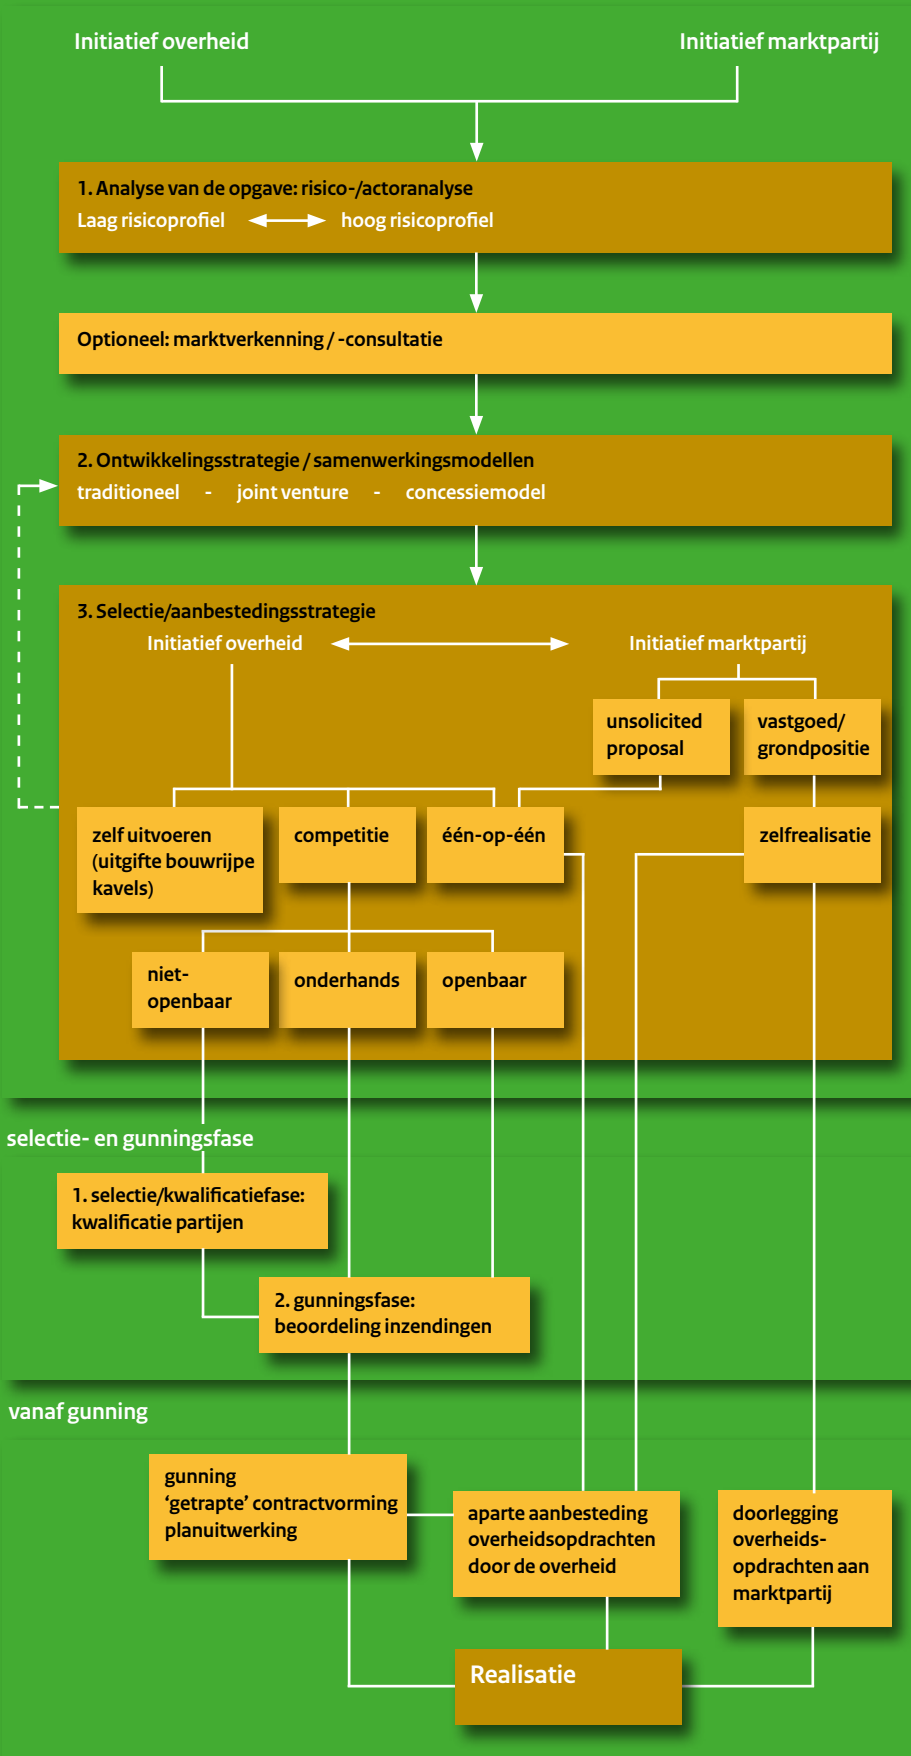 Initiatief overheid
Initiatief marktpartij
1. Analyse van de opgave: risico-/actoranalyse
Laag risicoprofiel hoog risicoprofiel
Optioneel: marktverkenning / -consultatie
2. Ontwikkelingsstrategie / samenwerkingsmodellen
traditioneel - joint venture - concessiemodel
3. Selectie/aanbestedingsstrategie
Initiatief overheid
Initiatief marktpartij
unsolicited
proposal
vastgoed/
grondpositie
zelf uitvoeren
(uitgifte bouwrijpe
kavels)
competitie
één-op-één
zelfrealisatie
niet-
openbaar
onderhands
openbaar
selectie- en gunningsfase
1. selectie/kwalificatiefase:
kwalificatie partijen
2. gunningsfase:
beoordeling inzendingen
vanaf gunning
gunning
‘getrapte’ contractvorming
planuitwerking
aparte aanbesteding
overheidsopdrachten
door de overheid
doorlegging
overheids-
opdrachten aan
marktpartij
Realisatie